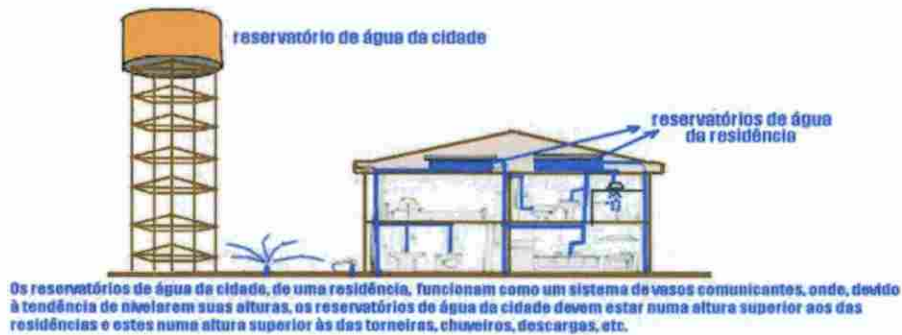 reservatório de água da cidade
reservatórios de água
da residência
Os reservatórios de água da cidade, de uma residência, funcionam como um sistema de vasos comunicantes, onde, devido
à tendência de nivelarem suas alturas, os reservatórios de água da cidade devem estar numa altura superior aos das
residências e estes numa altura superior às das torneiras, chuveiros, descargas, etc.